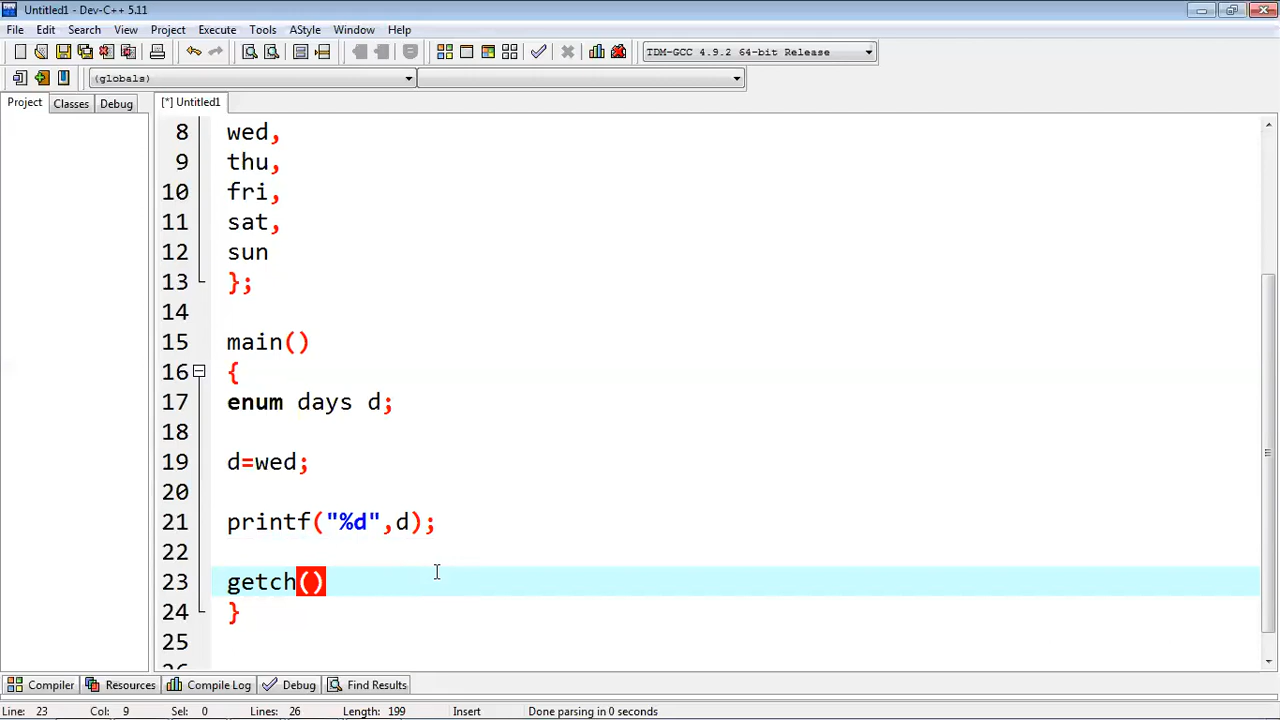 Untitled1 - Dev-C++ 5.11
File Edit Search View Project Execute Tools AStyle Window Help
TDM-GCC 4.9.2 64-bit Release
(globals)
Project Classes Debug [*] Untitled1
8 wed,
9 thu,
10 fri,
11 sat,
12 sun
13 };
14
15 main()
16 {
17 enum days d;
18
19 d=wed;
20
21 printf("%d",d);
22
23 getch()
24 }
25
26
Compiler Resources Compile Log Debug Find Results
Line: 23 Col: 9 Sel: 0 Lines: 26 Length: 199 Insert Done parsing in 0 seconds